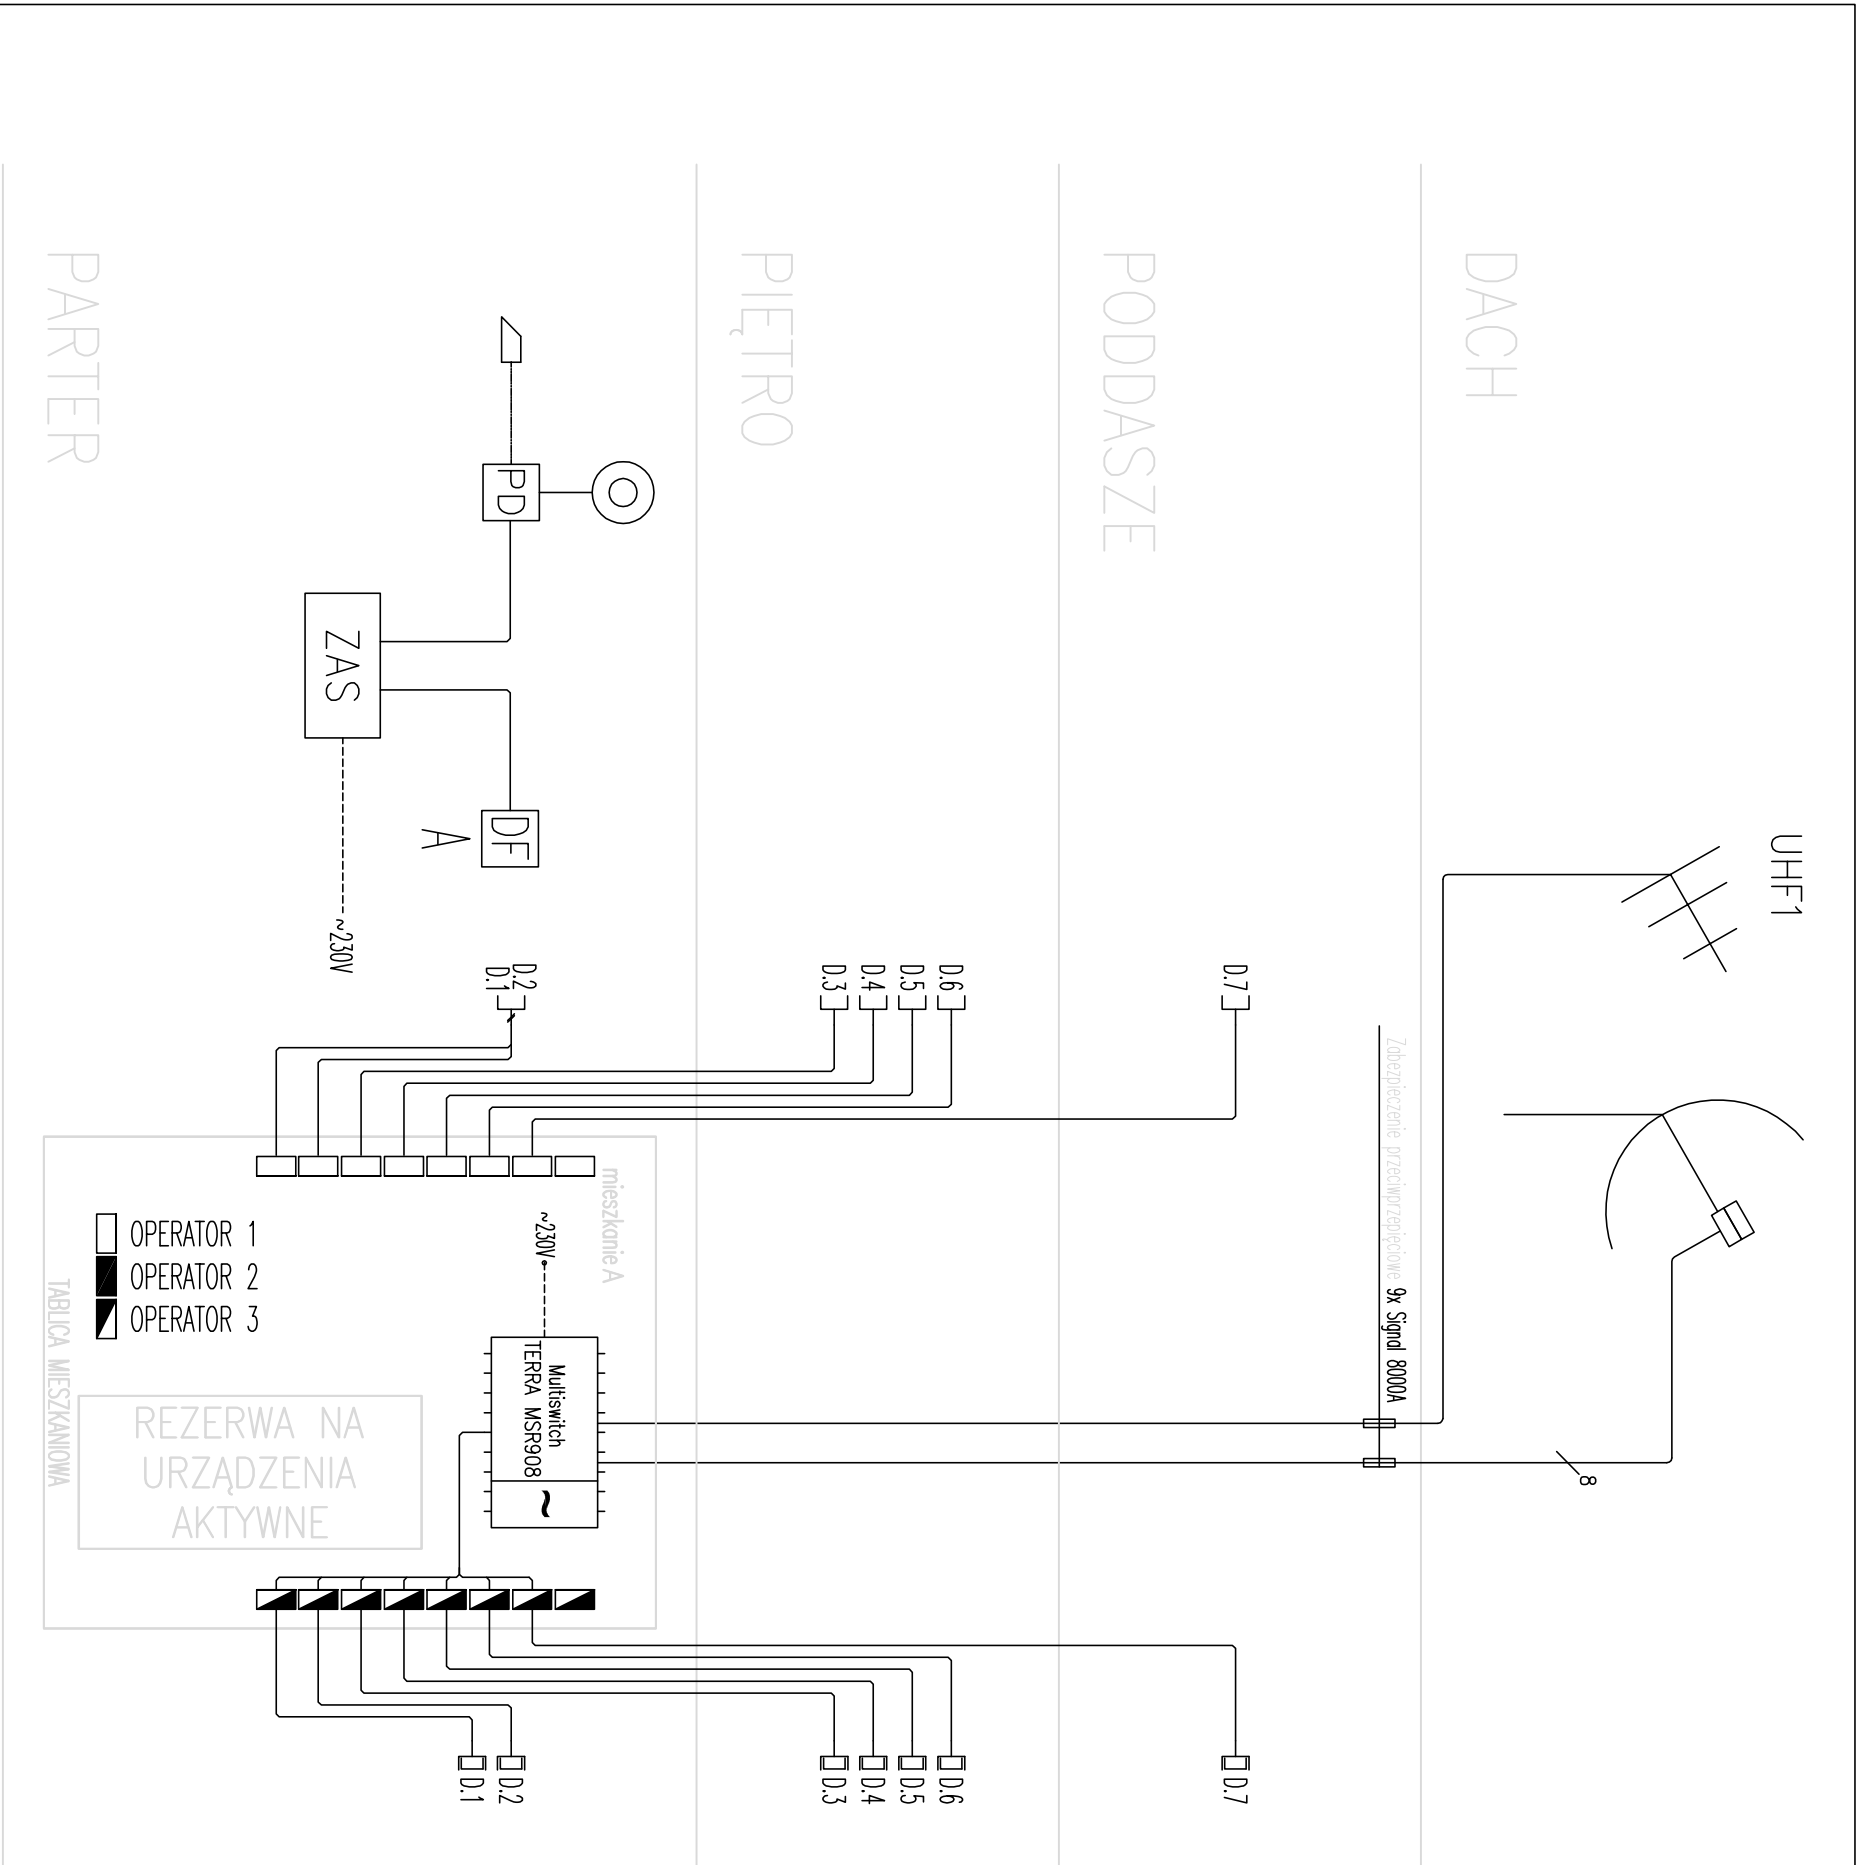 DACH
UHF1
Zabezpieczenie przeciwprzepięciowe 9x Signal 8000A
8
PODDASZE
D.7
D.7
PIĘTRO
D.3
D.4
D.5
D.6
D.3
D.4
D.5
D.6
PARTER
PD
ZAS
DF
A
~230V
D.2
D.1
mieszkanie A
~230V
Multiswitch
TERRA MSR908
~
OPERATOR 1
OPERATOR 2
OPERATOR 3
REZERWA NA
URZĄDZENIA
AKTYWNE
TABLICA MIESZKANIOWA
D.1
D.2